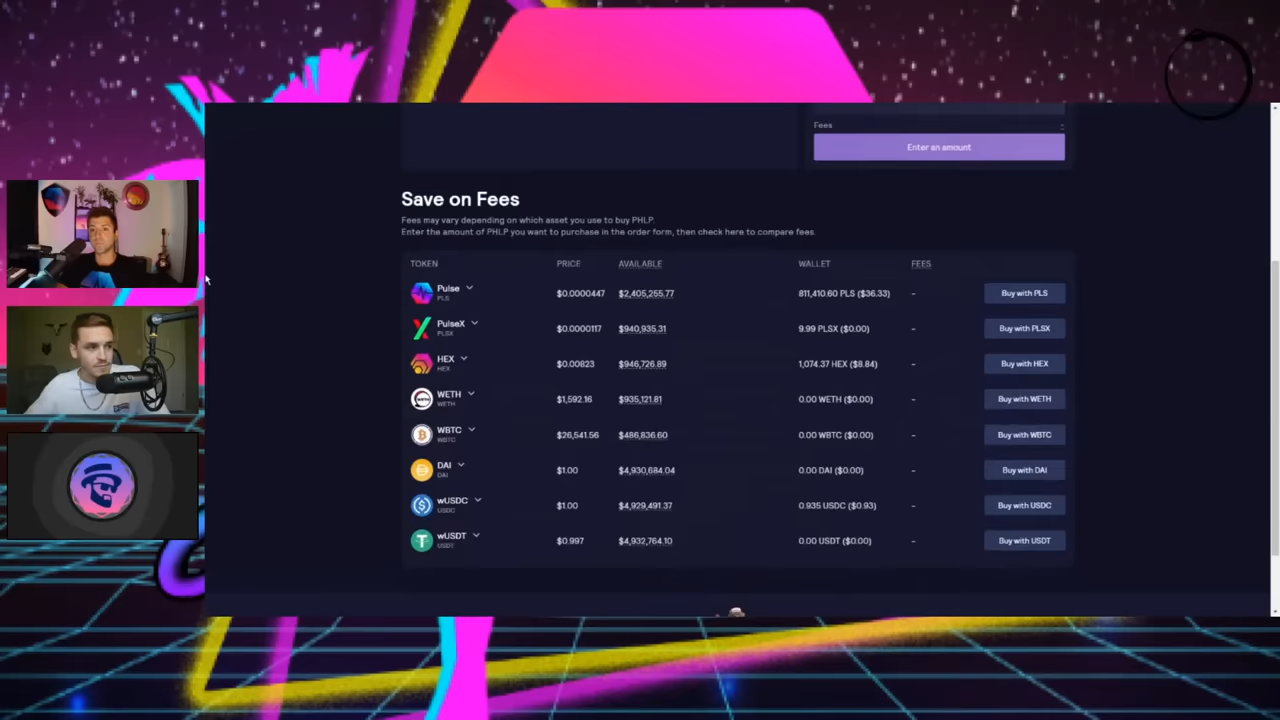 Fees
Enter an amount
Save on Fees
Fees may vary depending on which asset you use to buy PHLP.
Enter the amount of PHLP you want to purchase in the order form, then check here to compare fees.
TOKEN PRICE AVAILABLE WALLET FEES
Pulse $0.0000447 $2,405,255.77 811,410.60 PLS ($36.33) - Buy with PLS
PLS
PulseX $0.0000117 $940,935.31 9.99 PLSX ($0.00) - Buy with PLSX
PLSX
HEX $0.00823 $946,726.89 1,074.37 HEX ($8.84) - Buy with HEX
HEX
WETH $1,592.16 $935,121.81 0.00 WETH ($0.00) - Buy with WETH
WETH
WBTC $26,541.56 $486,836.60 0.00 WBTC ($0.00) - Buy with WBTC
WBTC
DAI $1.00 $4,930,684.04 0.00 DAI ($0.00) - Buy with DAI
DAI
wUSDC $1.00 $4,929,491.37 0.935 USDC ($0.93) - Buy with USDC
USDC
wUSDT $0.997 $4,932,764.10 0.00 USDT ($0.00) - Buy with USDT
USDT